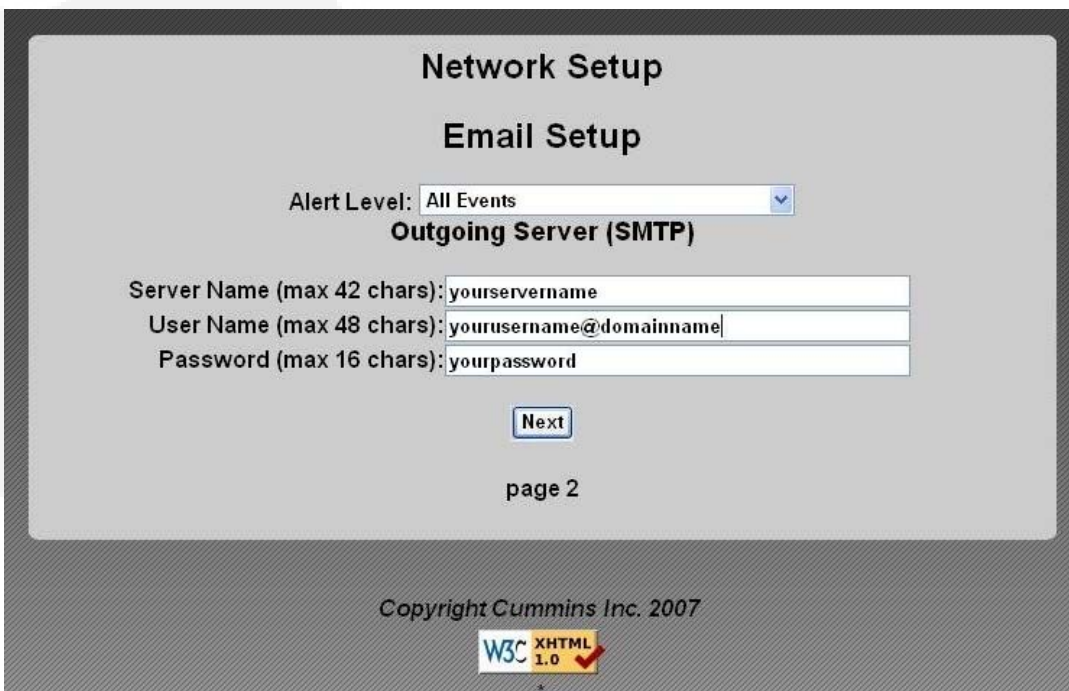 Network Setup
Email Setup
Alert Level: All Events
Outgoing Server (SMTP)
Server Name (max 42 chars): yourservername
User Name (max 48 chars): yourusername@domainname
Password (max 16 chars): yourpassword
Next
page 2
Copyright Cummins Inc. 2007
W3C XHTML 1.0
*